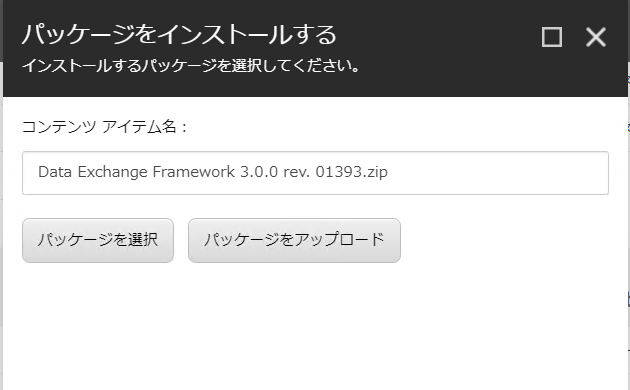 パッケージをインストールする
インストールするパッケージを選択してください。
コンテンツ アイテム名：
Data Exchange Framework 3.0.0 rev. 01393.zip
パッケージを選択
パッケージをアップロード